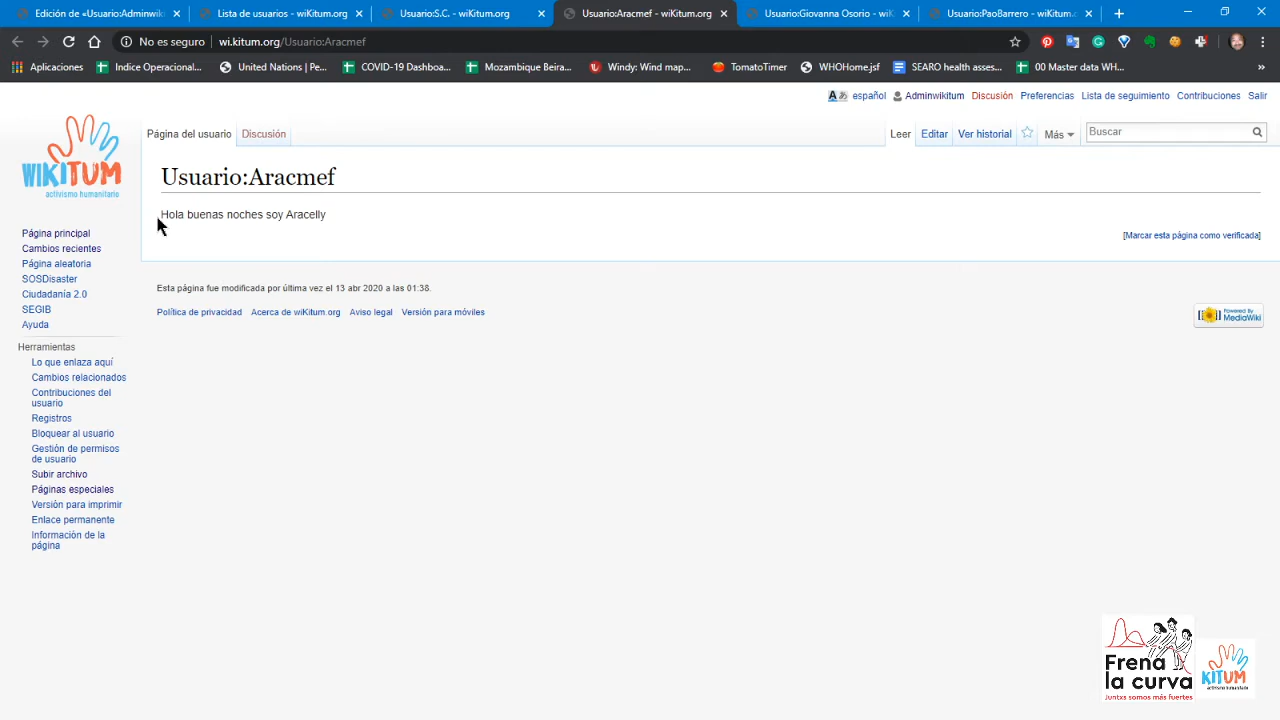 Edición de «Usuario:Adminwiki
Lista de usuarios - wiKitum.org
Usuario:S.C. - wiKitum.org
Usuario:Aracmef - wiKitum.org
Usuario:Giovanna Osorio - wiK
Usuario:PaoBarrero - wiKitum.
No es seguro wi.kitum.org/Usuario:Aracmef
Aplicaciones
Indice Operacional...
United Nations | Pe...
COVID-19 Dashboa...
Mozambique Beira...
Windy: Wind map...
TomatoTimer
WHOHome.jsf
SEARO health asses...
00 Master data WH...
»
español Adminwikitum Discusión Preferencias Lista de seguimiento Contribuciones Salir
Página del usuario Discusión Leer Editar Ver historial Más Buscar
WIKITUM
activismo humanitario
Usuario:Aracmef
Hola buenas noches soy Aracelly
[Marcar esta página como verificada]
Esta página fue modificada por última vez el 13 abr 2020 a las 01:38.
Política de privacidad Acerca de wiKitum.org Aviso legal Versión para móviles
Powered By
MediaWiki
Página principal
Cambios recientes
Página aleatoria
SOSDisaster
Ciudadanía 2.0
SEGIB
Ayuda
Herramientas
Lo que enlaza aquí
Cambios relacionados
Contribuciones del
usuario
Registros
Bloquear al usuario
Gestión de permisos
de usuario
Subir archivo
Páginas especiales
Versión para imprimir
Enlace permanente
Información de la
página
Frena
la curva
Juntxs somos más fuertes
KITUM
activismo humanitario